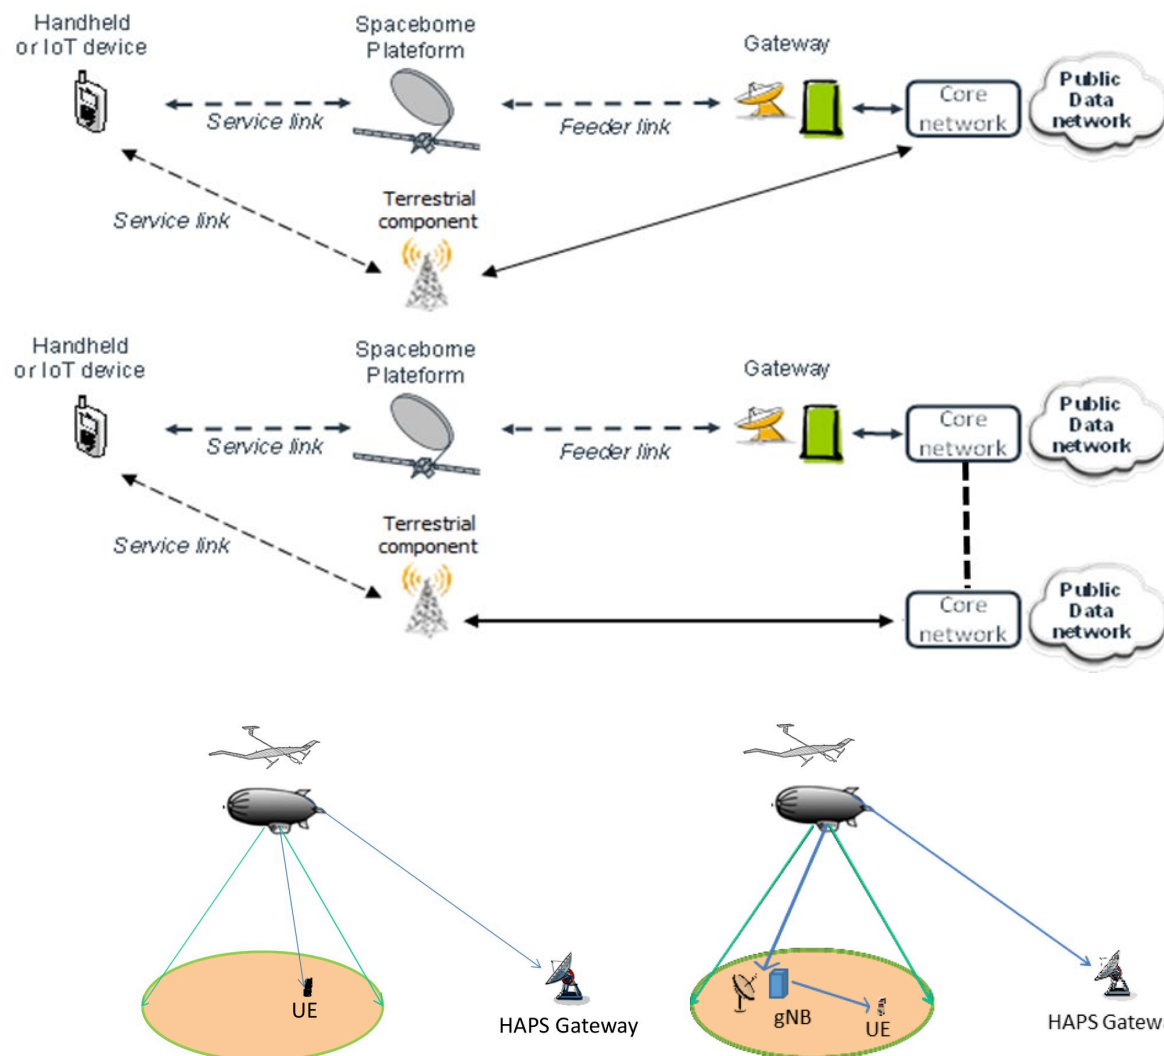 Handheld
or IoT device
Spaceborne
Plateform
Gateway
Service link
Feeder link
Core
network
Public
Data
network
Service link
Terrestrial
component
Handheld
or IoT device
Spaceborne
Plateform
Gateway
Service link
Feeder link
Core
network
Public
Data
network
Service link
Terrestrial
component
Core
network
Public
Data
network
UE
HAPS Gateway
gNB
UE
HAPS Gatewa